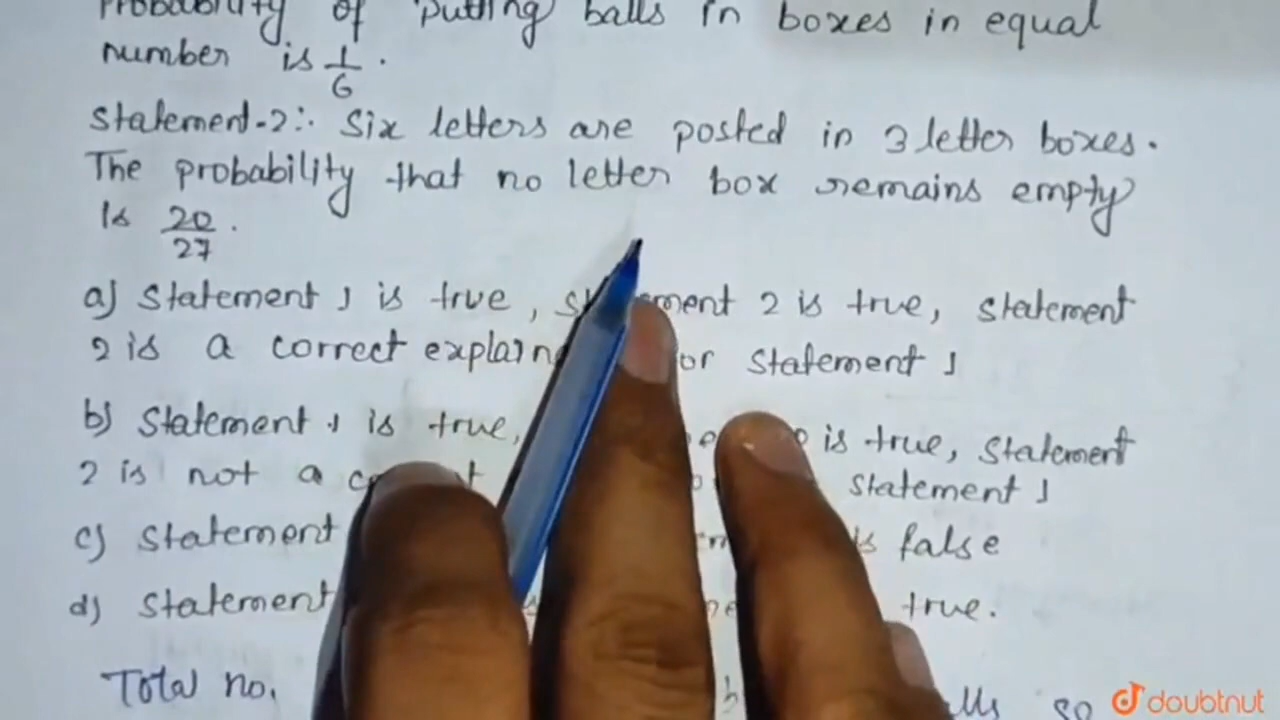 Probability of putting balls in boxes in equal
number is 1/6.
Statement-2:- Six letters are posted in 3 letter boxes.
The probability that no letter box remains empty
is 20/27.
a) Statement 1 is true, 2 is true, Statement
2 is a correct for Statement 1
b) Statement 1 is true, is true, Statement
2 is not a Statement 1
c) Statement is false
d) Statement true.
Total no. so
doubtnut